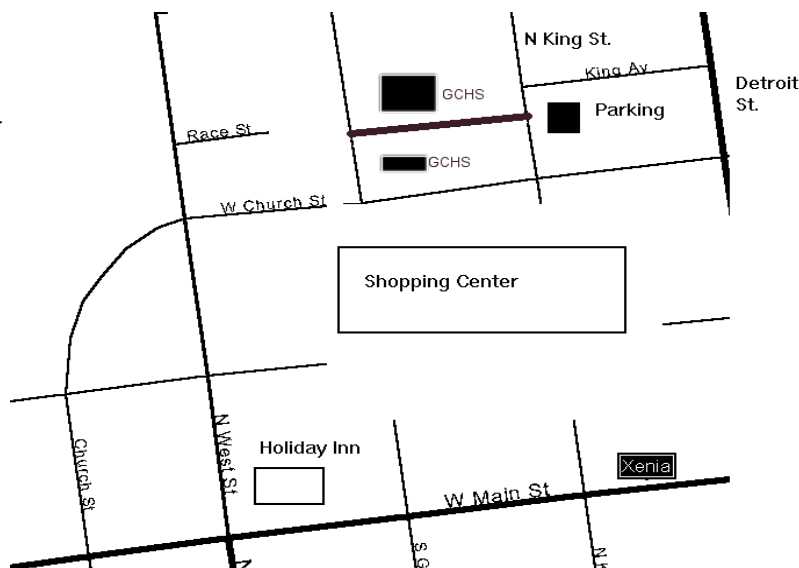 N King St.
King Av
Detroit
St.
GCHS
Parking
Race St
GCHS
W Church St
Shopping Center
N West St
Church St
Holiday Inn
Xenia
W Main St
S G
N
N K